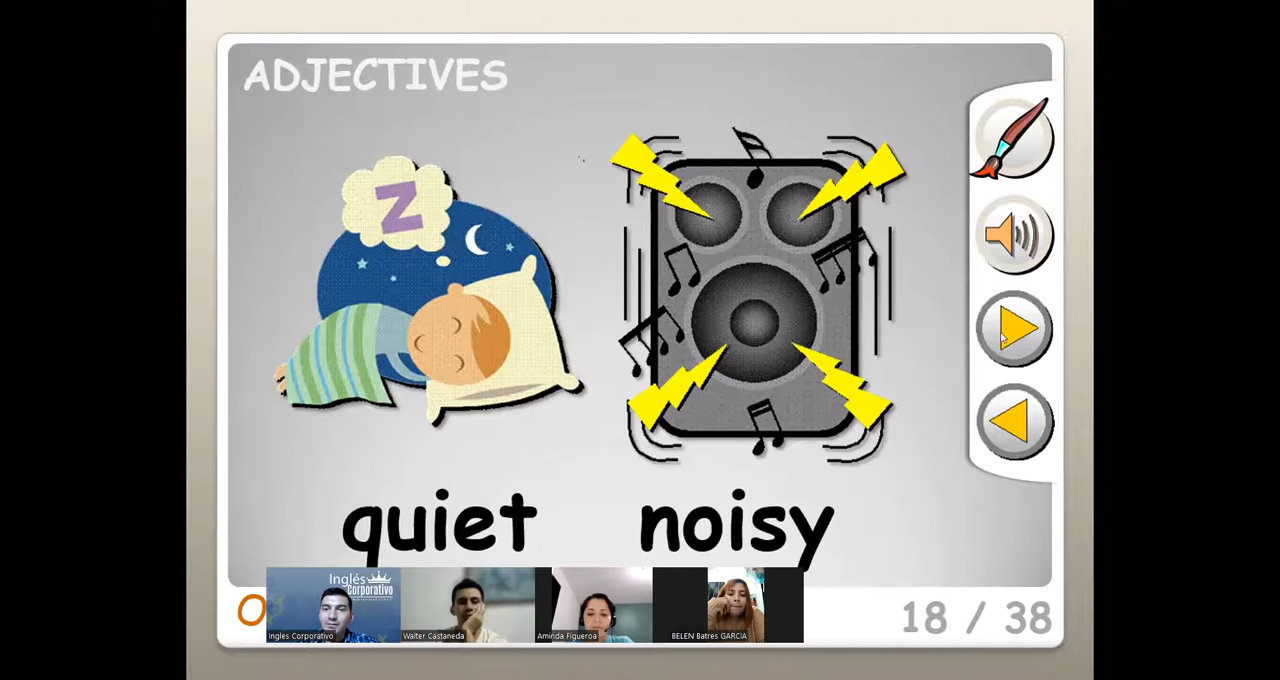 ADJECTIVES
Z
quiet noisy
Inglés
Corporativo
Ingles Corporativo
Walter Castaneda
Aminda Figueroa
BELEN Batres GARCIA
O
18 / 38